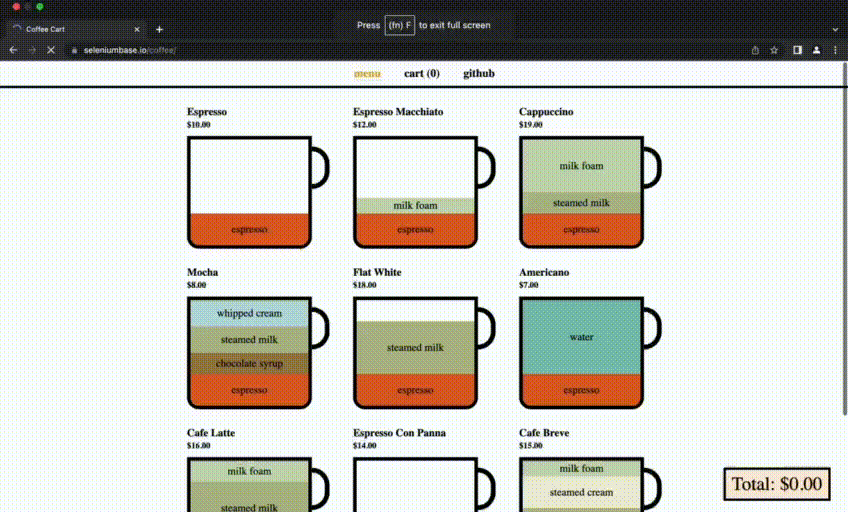 Press (fn) F to exit full screen
Coffee Cart
seleniumbase.io/coffee/
menu cart (0) github
Espresso Espresso Macchiato Cappuccino
$10.00 $12.00 $19.00
milk foam
milk foam steamed milk
espresso espresso espresso
Mocha Flat White Americano
$8.00 $18.00 $7.00
whipped cream
steamed milk steamed milk water
chocolate syrup
espresso espresso espresso
Cafe Latte Espresso Con Panna Cafe Breve
$16.00 $14.00 $15.00
milk foam milk foam
steamed milk steamed cream
Total: $0.00